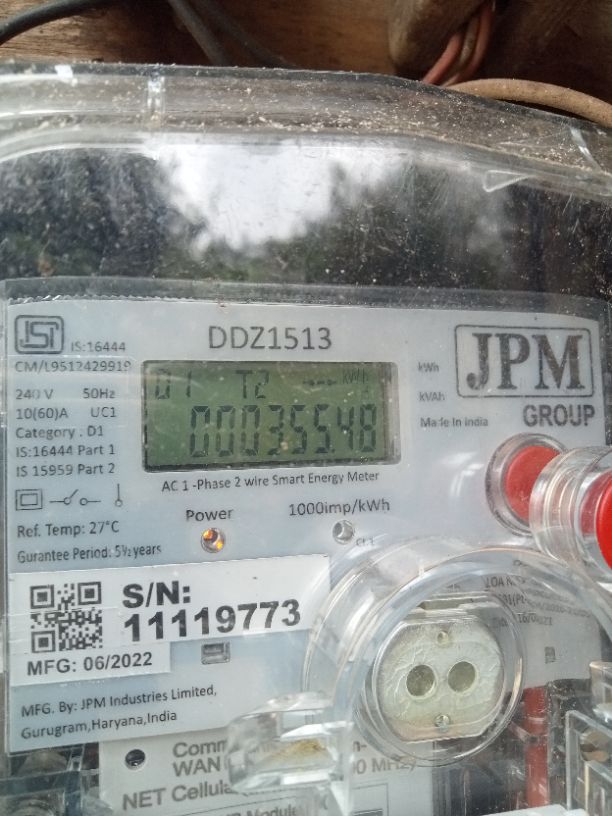 ISI IS:16444
CM/L9512429919
DDZ1513
JPM
GROUP
240 V 50Hz
10(60)A UC1
Category . D1
IS:16444 Part 1
IS 15959 Part 2
T2 kWh
00035548
kWh
kVAh
Made In India
AC 1 -Phase 2 wire Smart Energy Meter
Power 1000imp/kWh
Ref. Temp: 27°C
Gurantee Period: 5½ years
S/N:
11119773
MFG: 06/2022
MFG. By: JPM Industries Limited,
Gurugram,Haryana,India
WAN
NET Cellular